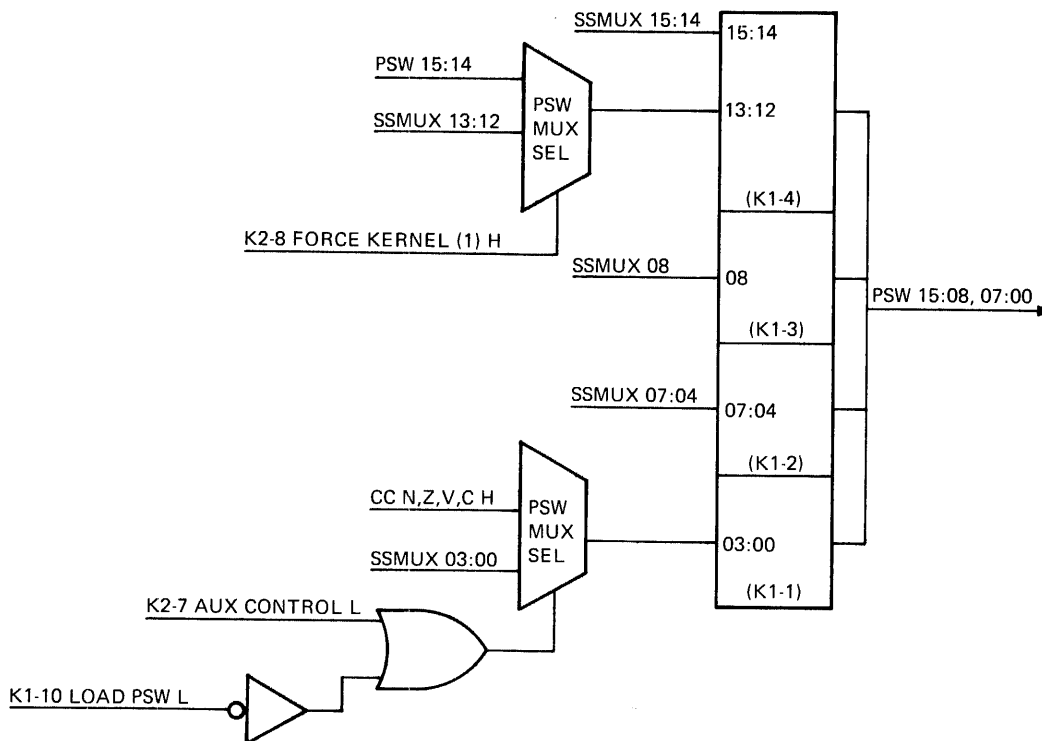 SSMUX 15:14
15:14
PSW 15:14
SSMUX 13:12
PSW
MUX
SEL
13:12
(K1-4)
K2-8 FORCE KERNEL (1) H
SSMUX 08
08
(K1-3)
PSW 15:08, 07:00
SSMUX 07:04
07:04
(K1-2)
CC N,Z,V,C H
SSMUX 03:00
PSW
MUX
SEL
03:00
(K1-1)
K2-7 AUX CONTROL L
K1-10 LOAD PSW L